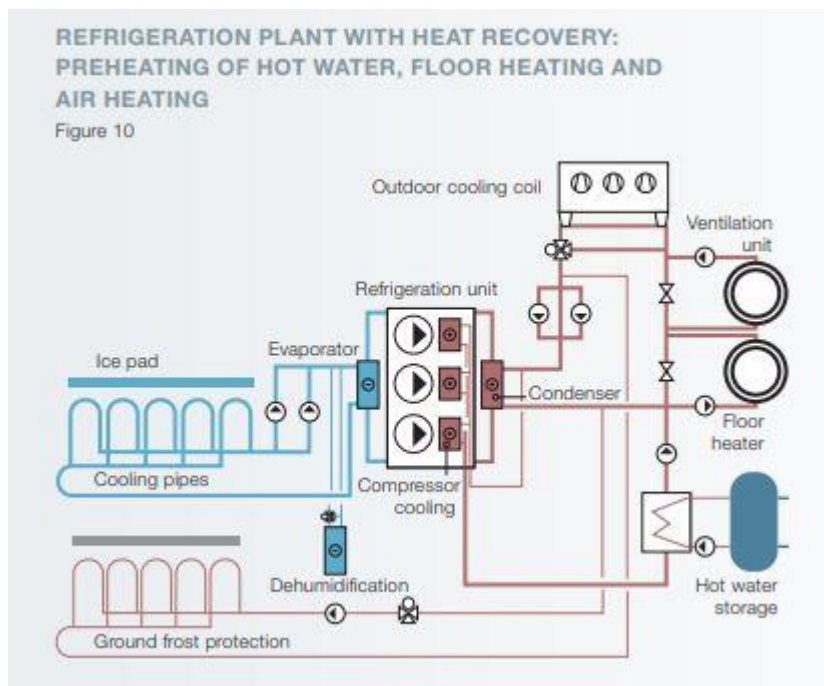 REFRIGERATION PLANT WITH HEAT RECOVERY:
PREHEATING OF HOT WATER, FLOOR HEATING AND
AIR HEATING
Figure 10
Outdoor cooling coil
Ventilation
unit
Refrigeration unit
Evaporator
Ice pad
Condenser
Floor
heater
Cooling pipes
Compressor
cooling
Dehumidification
Hot water
storage
Ground frost protection